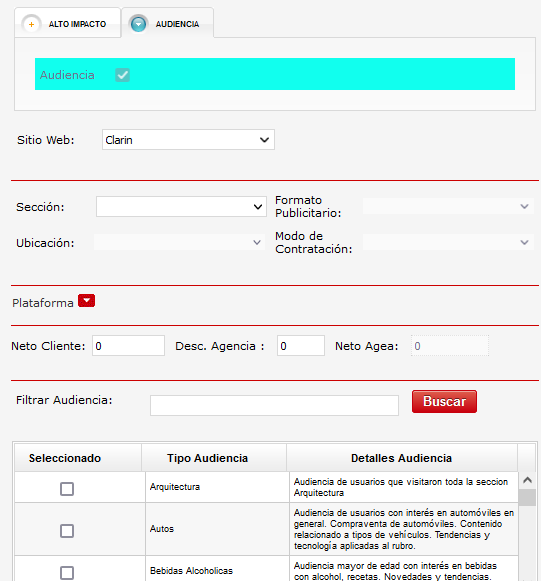 ALTO IMPACTO
AUDIENCIA
Audiencia
Sitio Web:
Clarin
Sección:
Formato
Publicitario:
Ubicación:
Modo de
Contratación:
Plataforma
Neto Cliente: 0 Desc. Agencia : 0 Neto Agea: 0
Filtrar Audiencia:
Buscar
Seleccionado Tipo Audiencia Detalles Audiencia
Arquitectura
Audiencia de usuarios que visitaron toda la seccion
Arquitectura
Autos
Audiencia de usuarios con interés en automóviles en
general. Compraventa de automóviles. Contenido
relacionado a tipos de vehículos. Tendencias y
tecnología aplicadas al rubro.
Bebidas Alcoholicas
Audiencia mayor de edad con interés en bebidas
con alcohol, recetas. Novedades y tendencias.